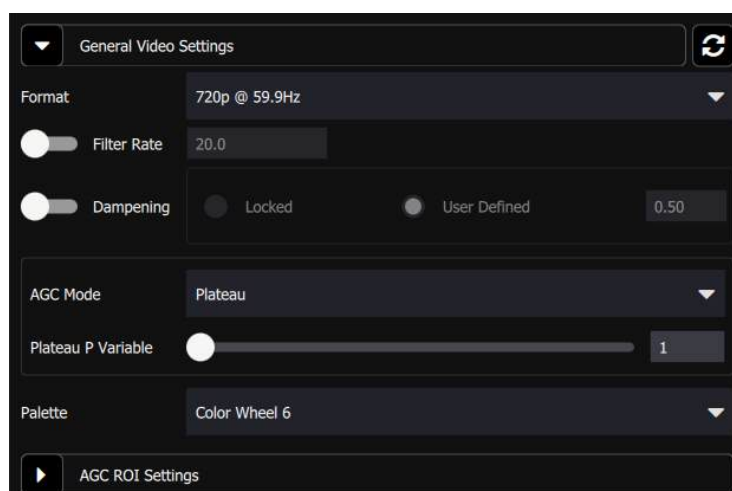 General Video Settings
Format 720p @ 59.9Hz
Filter Rate 20.0
Dampening Locked User Defined 0.50
AGC Mode Plateau
Plateau P Variable 1
Palette Color Wheel 6
AGC ROI Settings